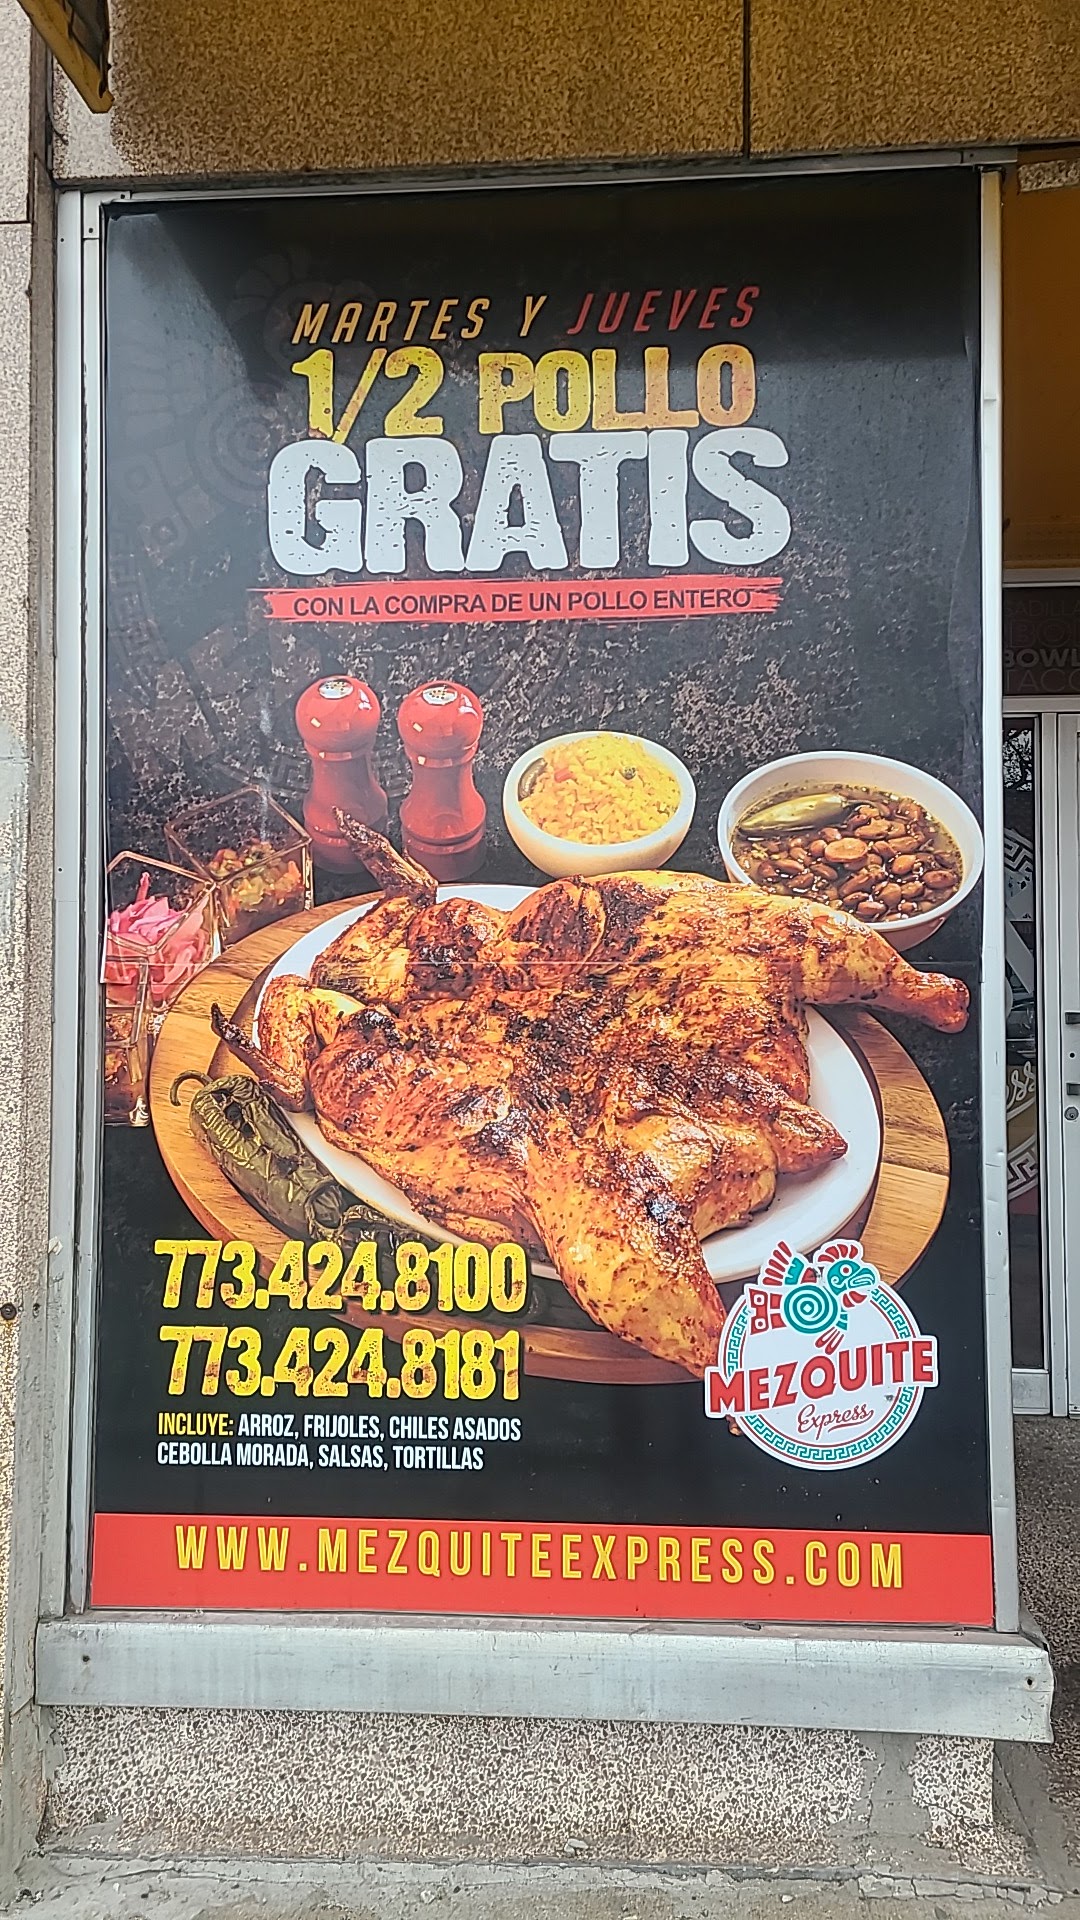 MARTES Y JUEVES
1/2 POLLO
GRATIS
CON LA COMPRA DE UN POLLO ENTERO
773.424.8100
773.424.8181
INCLUYE: ARROZ, FRIJOLES, CHILES ASADOS
CEBOLLA MORADA, SALSAS, TORTILLAS
MEZQUITE
Express
WWW.MEZQUITEEXPRESS.COM